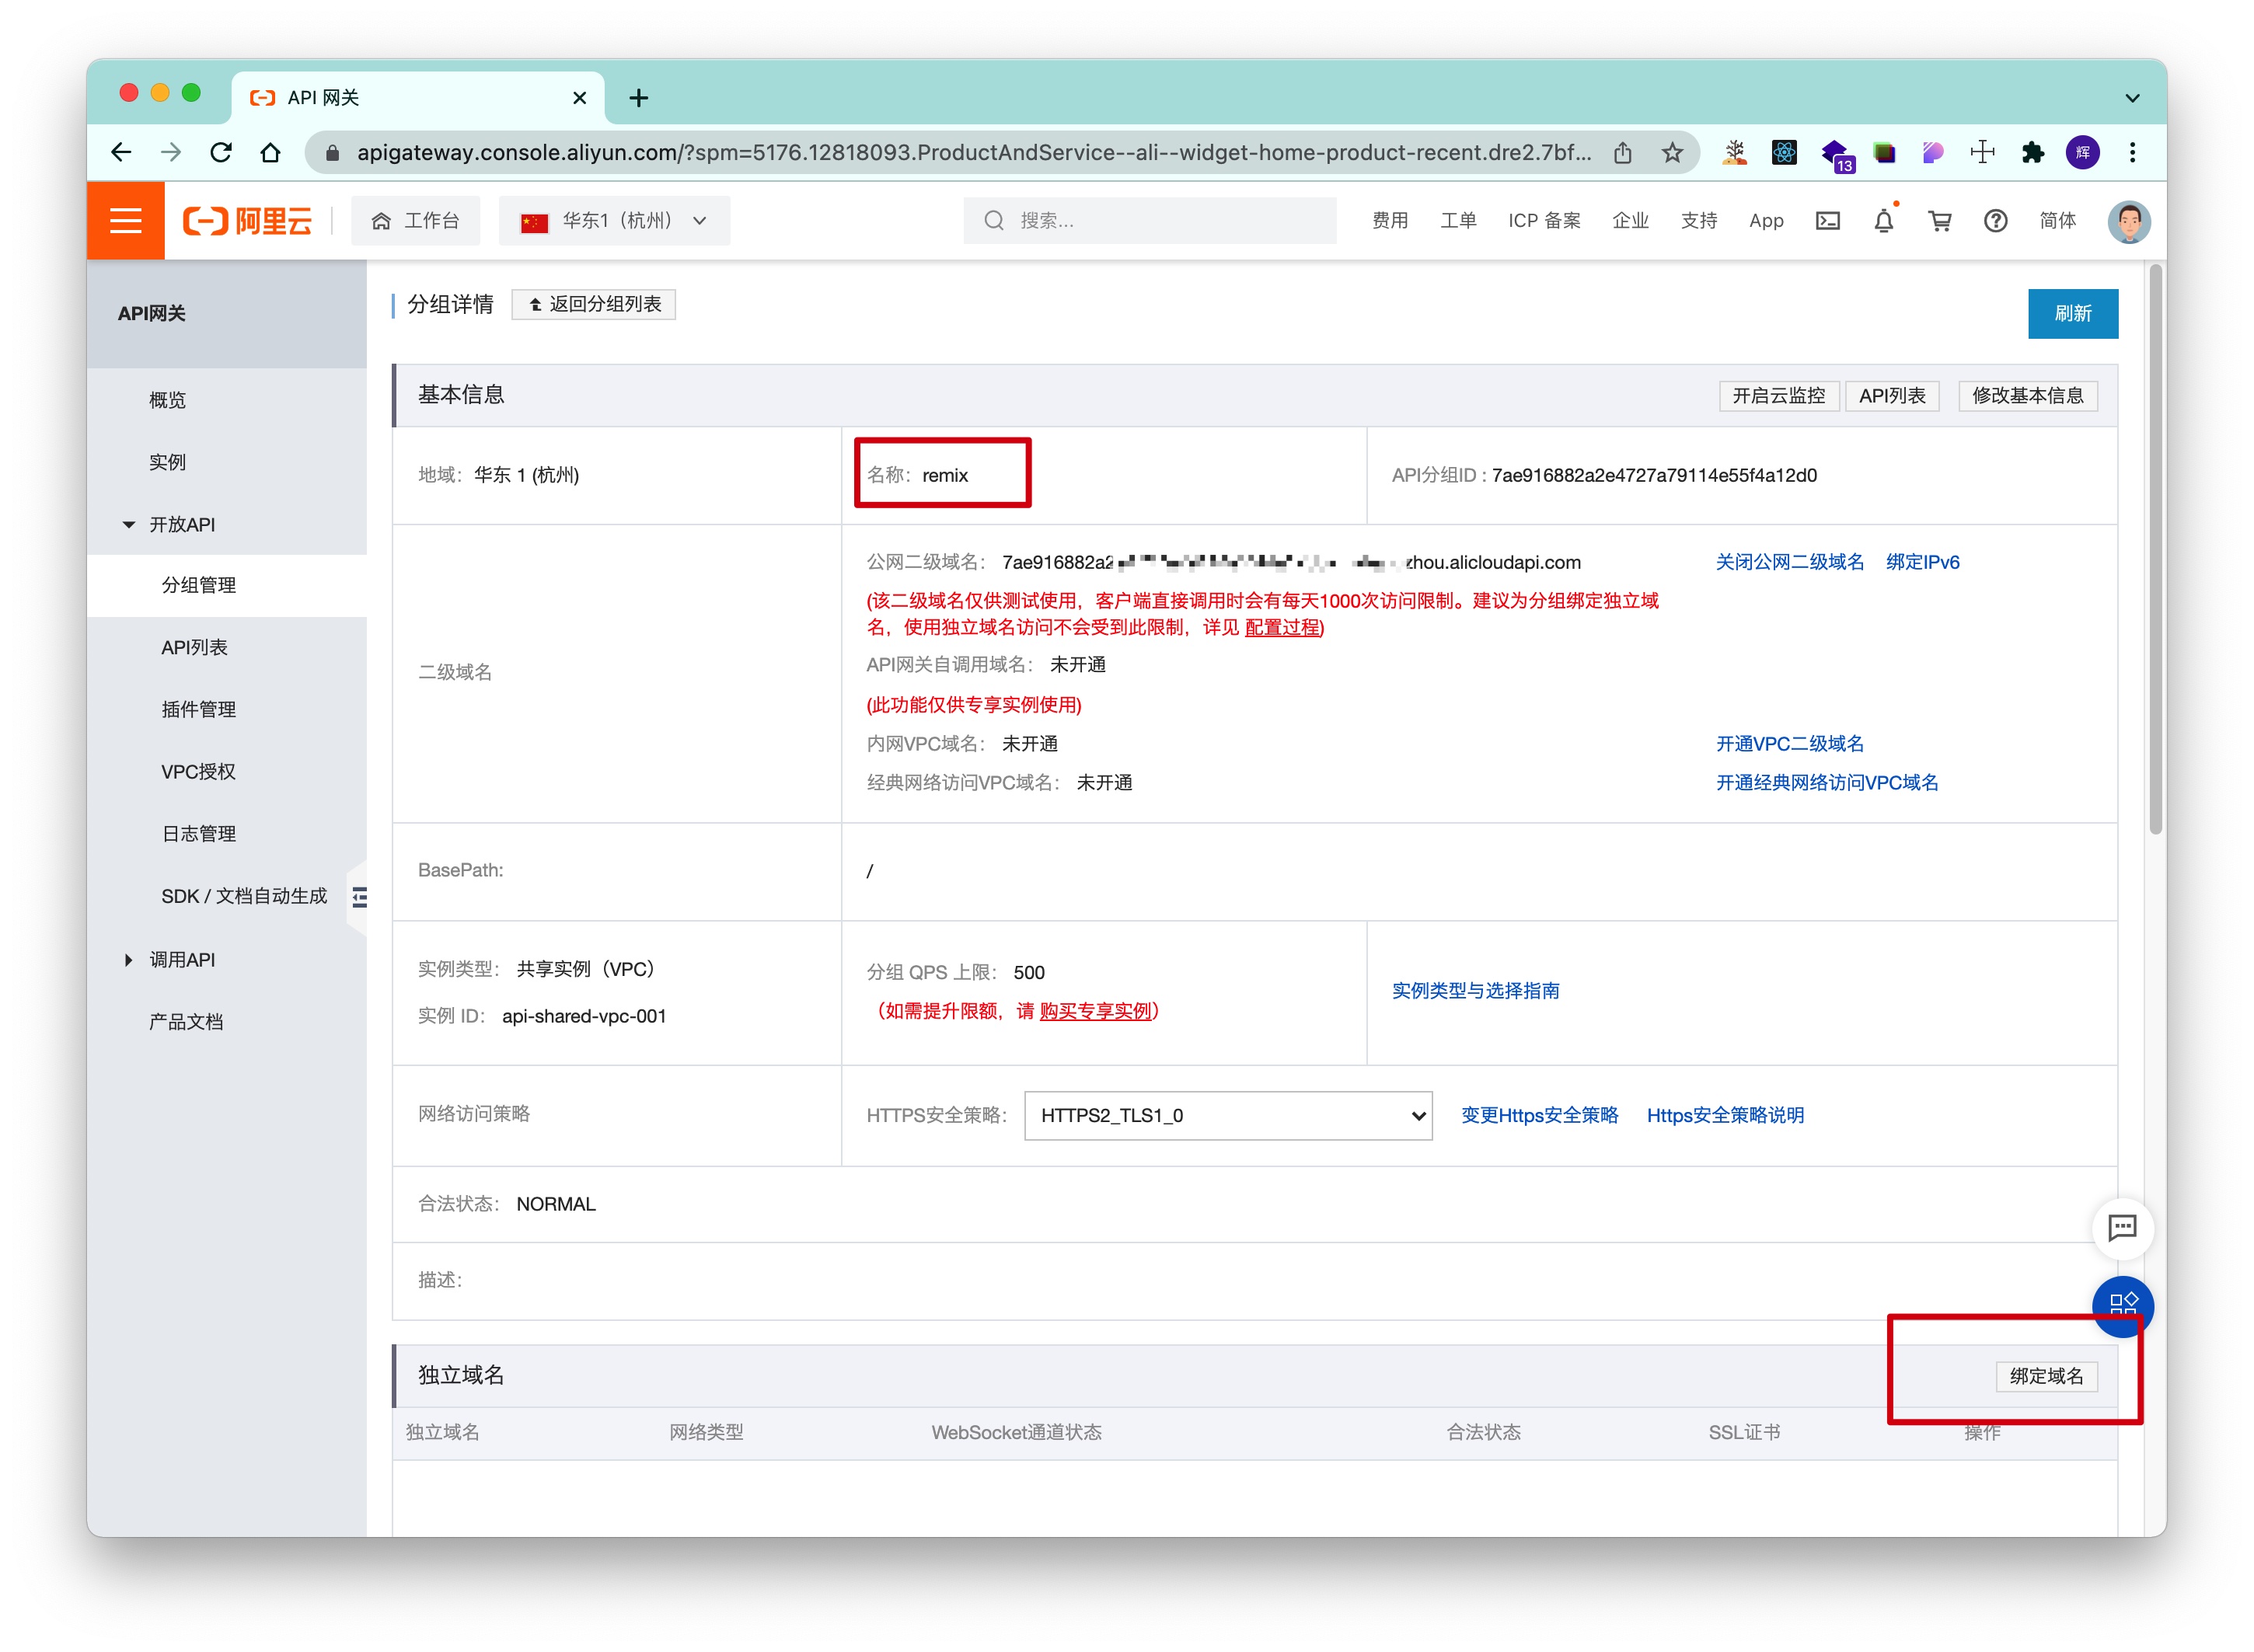 API 网关
apigateway.console.aliyun.com/?spm=5176.12818093.ProductAndService--ali--widget-home-product-recent.dre2.7bf...
13
辉
阿里云
工作台
华东1（杭州）
搜索...
费用
工单
ICP 备案
企业
支持
App
简体
API网关
概览
实例
开放API
分组管理
API列表
插件管理
VPC授权
日志管理
SDK / 文档自动生成
调用API
产品文档
分组详情
返回分组列表
刷新
基本信息
开启云监控
API列表
修改基本信息
地域：华东 1 (杭州)
名称：remix
API分组ID : 7ae916882a2e4727a79114e55f4a12d0
二级域名
公网二级域名： 7ae916882a2 zhou.alicloudapi.com
关闭公网二级域名 绑定IPv6
(该二级域名仅供测试使用，客户端直接调用时会有每天1000次访问限制。建议为分组绑定独立域
名，使用独立域名访问不会受到此限制，详见 配置过程)
API网关自调用域名： 未开通
(此功能仅供专享实例使用)
内网VPC域名： 未开通
开通VPC二级域名
经典网络访问VPC域名： 未开通
开通经典网络访问VPC域名
BasePath:
/
实例类型： 共享实例（VPC）
实例 ID： api-shared-vpc-001
分组 QPS 上限： 500
（如需提升限额，请 购买专享实例）
实例类型与选择指南
网络访问策略
HTTPS安全策略： HTTPS2_TLS1_0
变更Https安全策略
Https安全策略说明
合法状态： NORMAL
描述：
独立域名
绑定域名
独立域名
网络类型
WebSocket通道状态
合法状态
SSL证书
操作